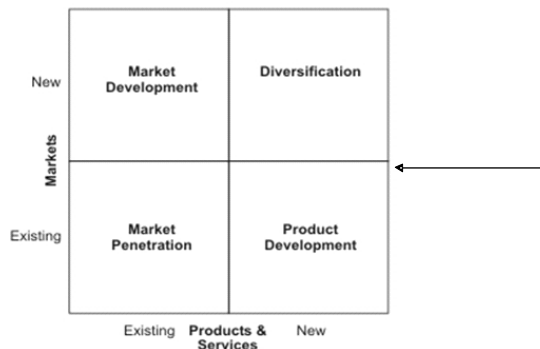 Market
Development
Diversification
New
Markets
Market
Penetration
Product
Development
Existing
Existing
Products &
Services
New